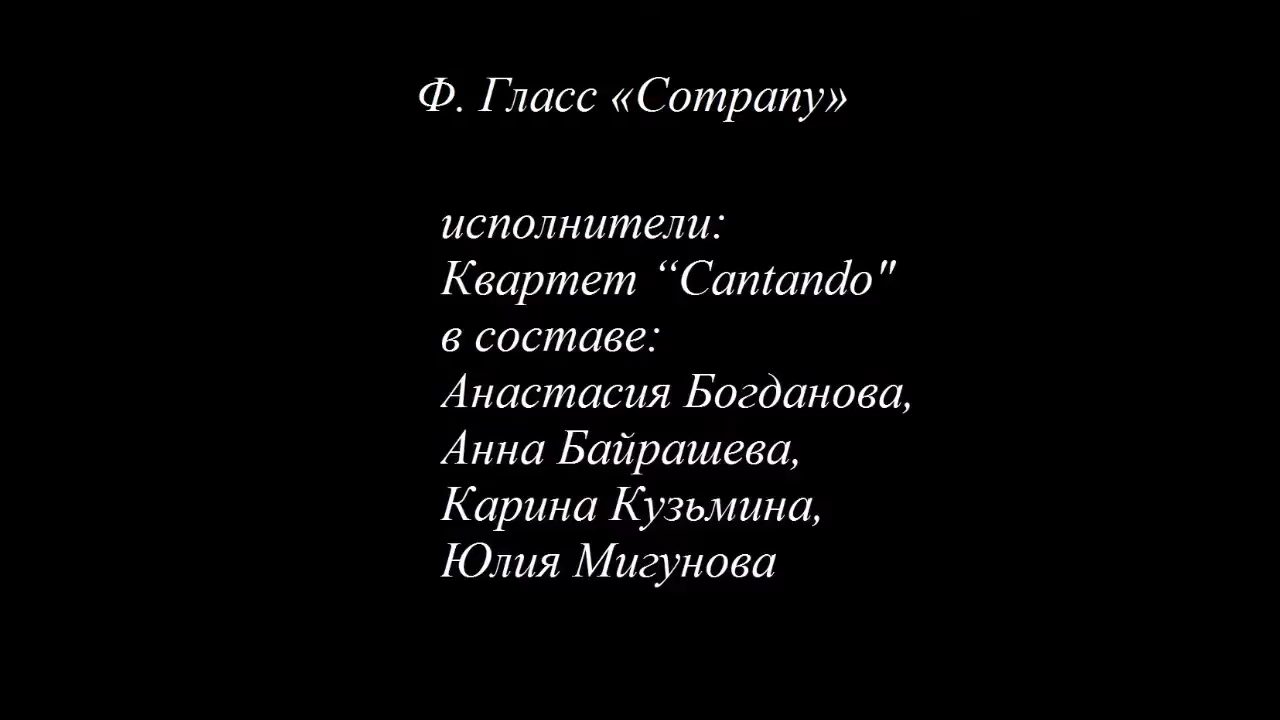 Ф. Гласс «Company»
исполнители:
Квартет “Cantando"
в составе:
Анастасия Богданова,
Анна Байрашева,
Карина Кузьмина,
Юлия Мигунова